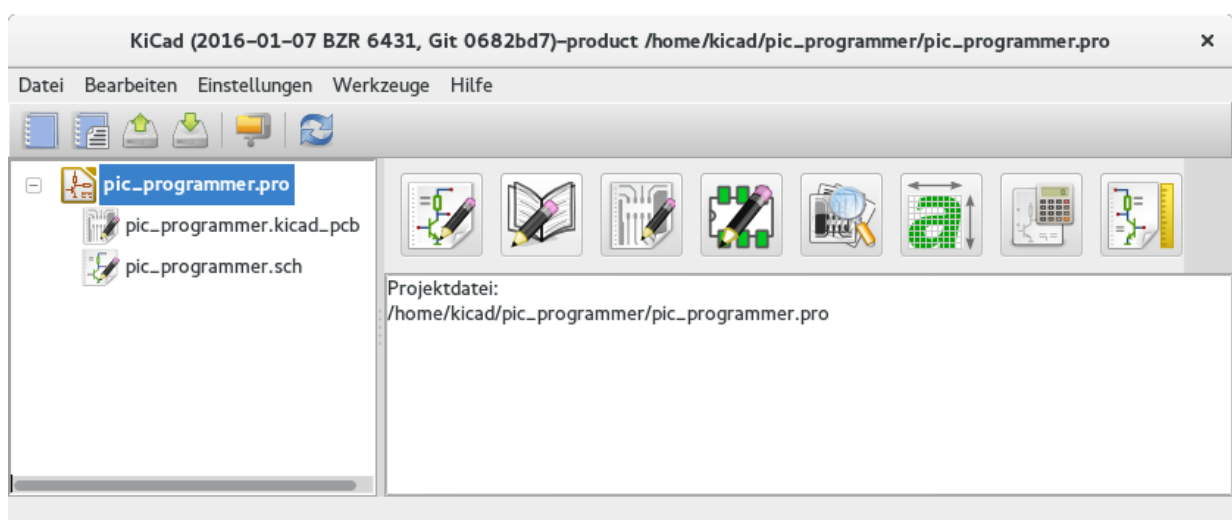 KiCad (2016-01-07 BZR 6431, Git 0682bd7)-product /home/kicad/pic_programmer/pic_programmer.pro
Datei Bearbeiten Einstellungen Werkzeuge Hilfe
pic_programmer.pro
pic_programmer.kicad_pcb
pic_programmer.sch
Projektdatei:
/home/kicad/pic_programmer/pic_programmer.pro